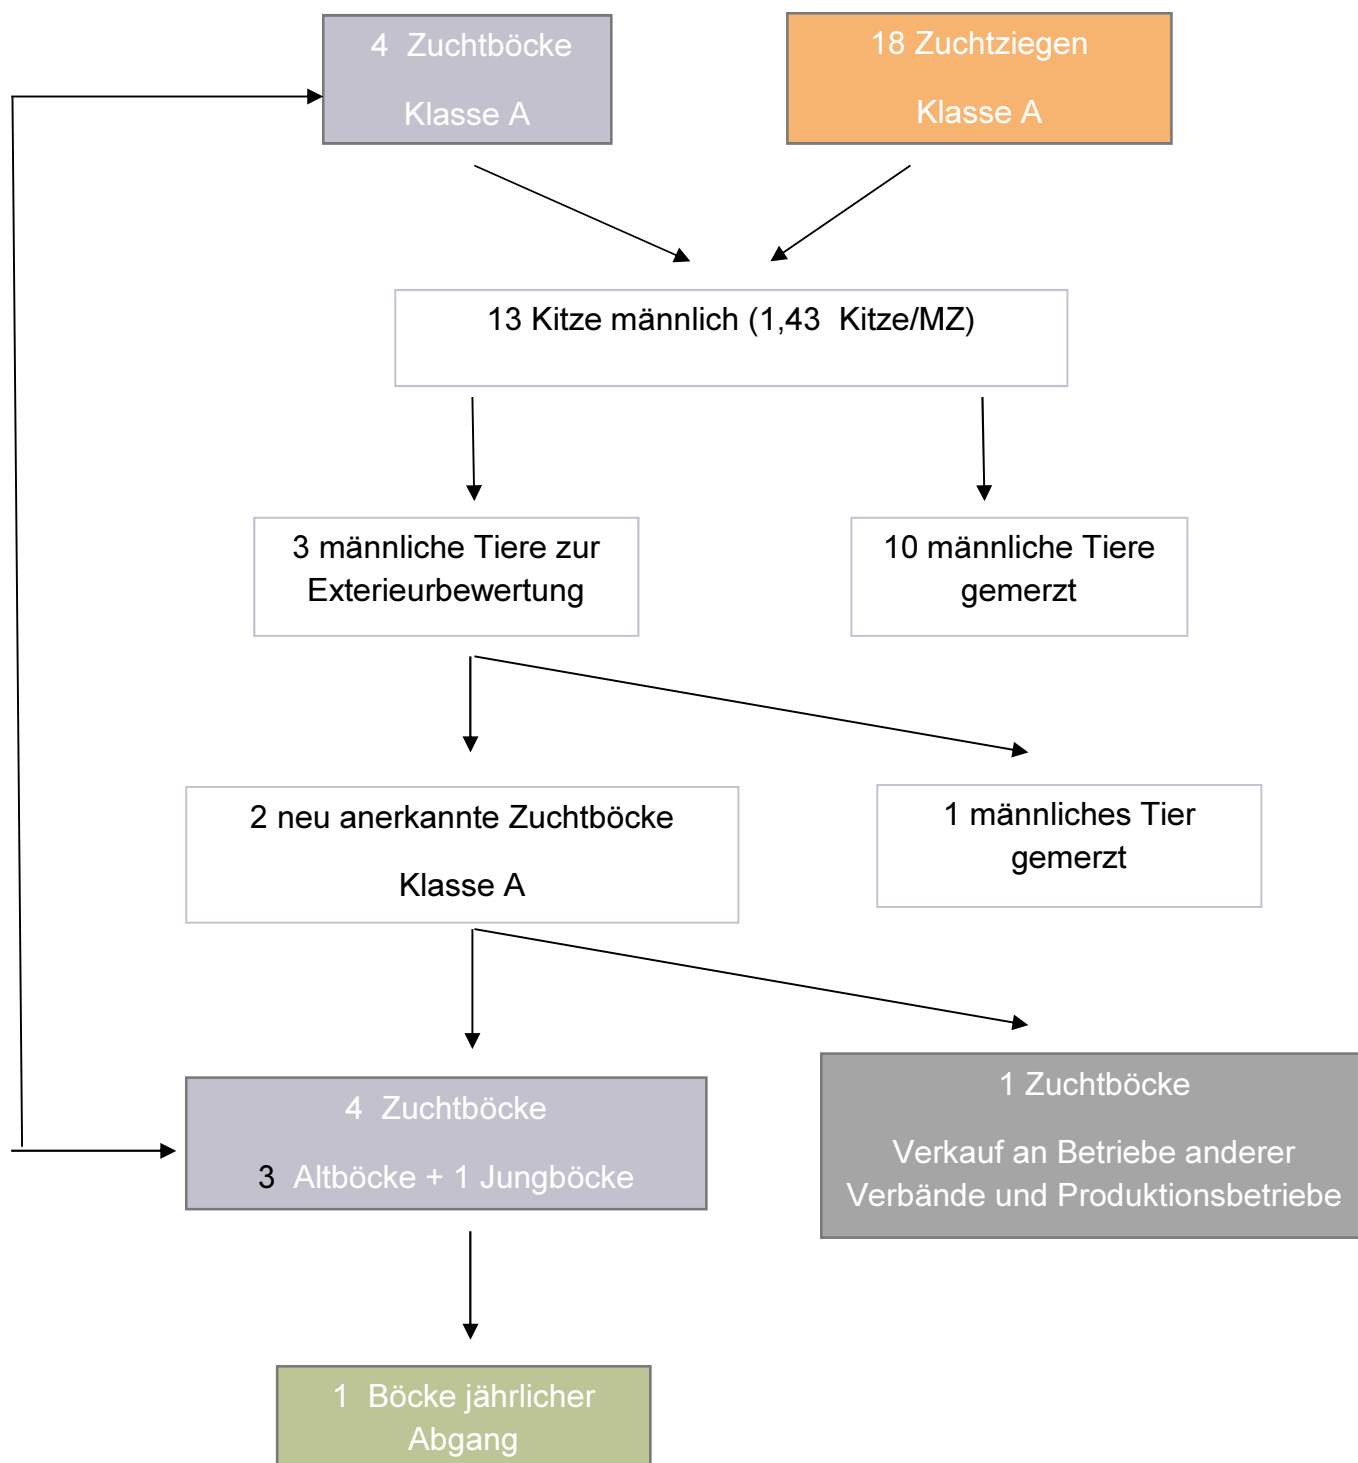 4 Zuchtböcke
Klasse A
18 Zuchtziegen
Klasse A
13 Kitze männlich (1,43 Kitze/MZ)
3 männliche Tiere zur
Exterieurbewertung
10 männliche Tiere
gemerzt
2 neu anerkannte Zuchtböcke
Klasse A
1 männliches Tier
gemerzt
4 Zuchtböcke
3 Altböcke + 1 Jungböcke
1 Zuchtböcke
Verkauf an Betriebe anderer
Verbände und Produktionsbetriebe
1 Böcke jährlicher
Abgang